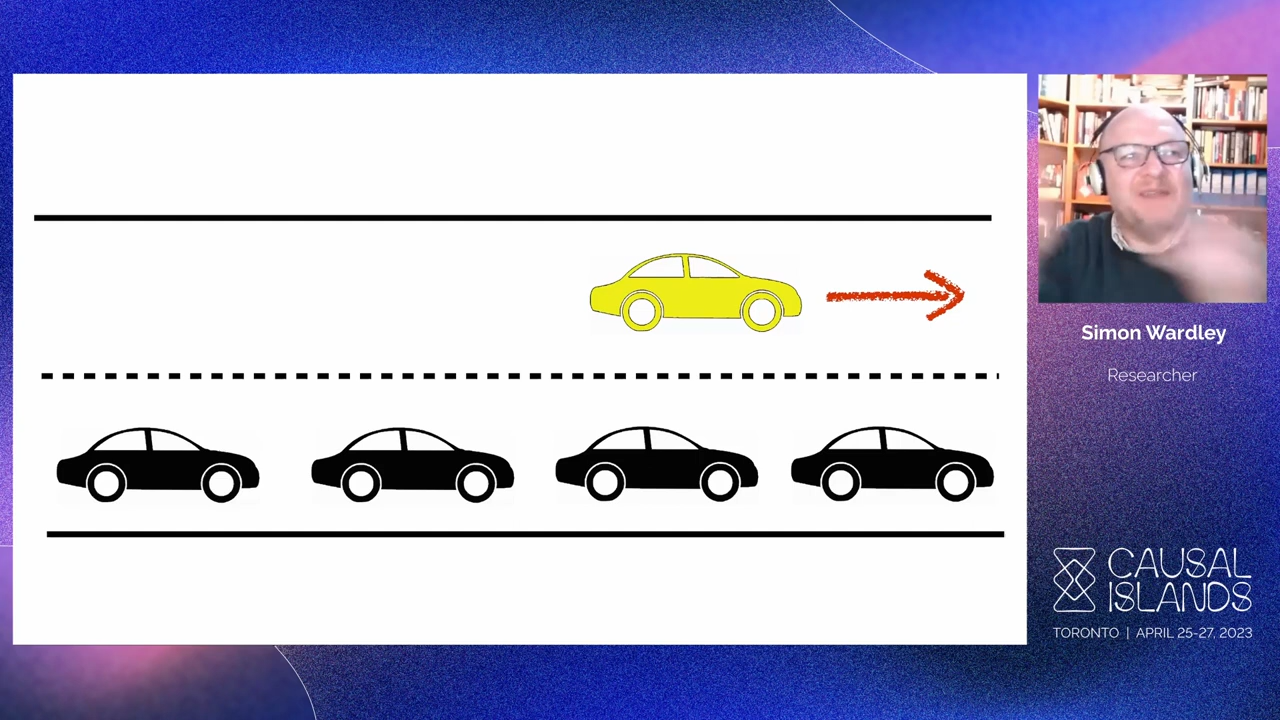 Simon Wardley
Researcher
CAUSAL
ISLANDS
TORONTO | APRIL 25-27, 2023